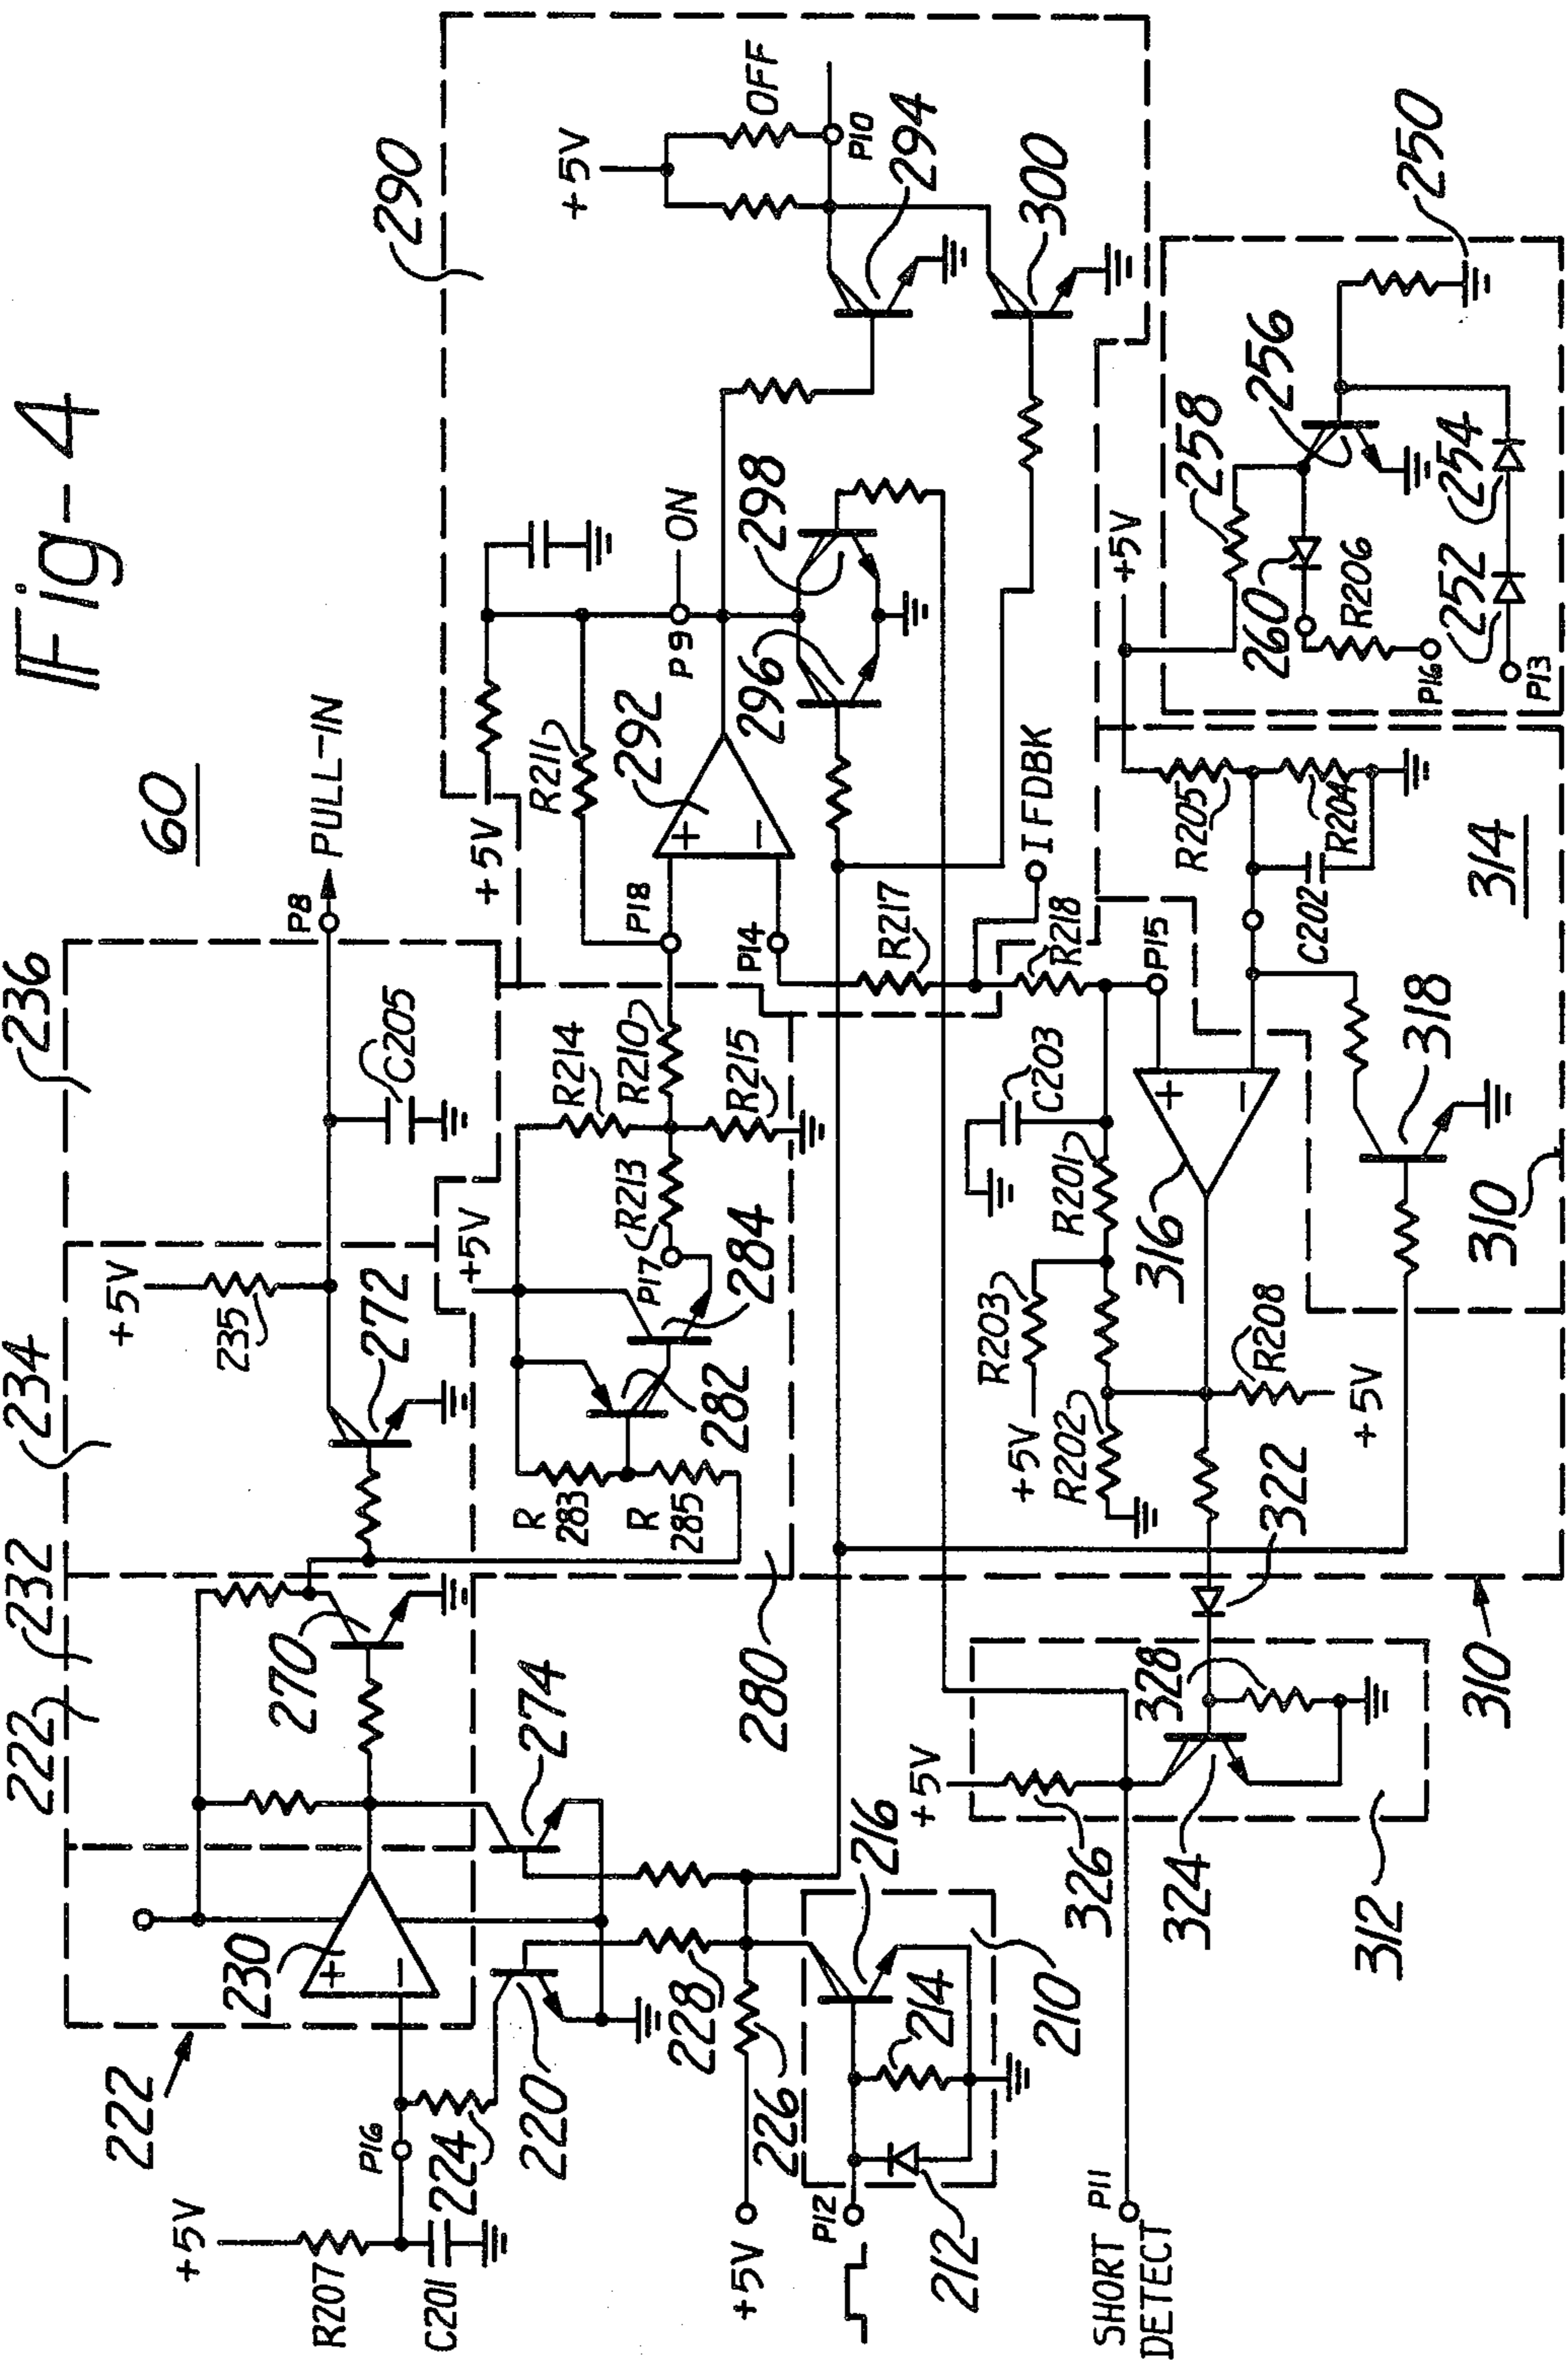 Fig-4
60
236
234
232
222
222
P8
PULL-IN
+5V
235
272
C205
290
+5V
OFF
P10
294
300
+5V
R211
292
P9
ON
296
298
P18
P14
R217
R218
IFDBK
R214
R210
R215
R213
P17
284
282
+5V
R
283
R
285
280
270
274
230
+
-
+
-
+5V
R207
P16
C201
224
220
228
226
+5V
P12
212
214
216
210
SHORT
DETECT
P11
+5V
326
324
328
312
322
310
310
+5V
R202
R203
R201
C203
P15
316
+
-
R208
+5V
318
C202
R204
R205
314
+5V
258
256
260
R206
P16
252
254
P13
250